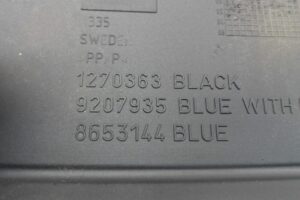 335
SWEDEN
PP, P
1270363 BLACK
9207935 BLUE WITH
8653144 BLUE